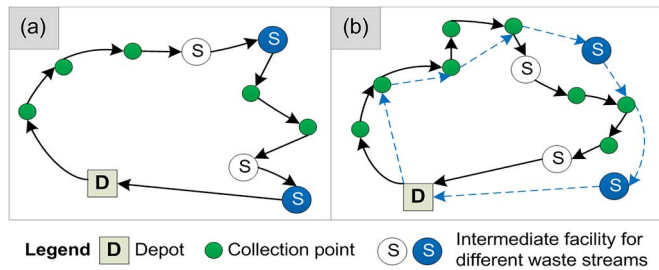 (a)
S
S
D
S
S
(b)
S
S
S
S
D
Legend D Depot Collection point S S Intermediate facility for
different waste streams